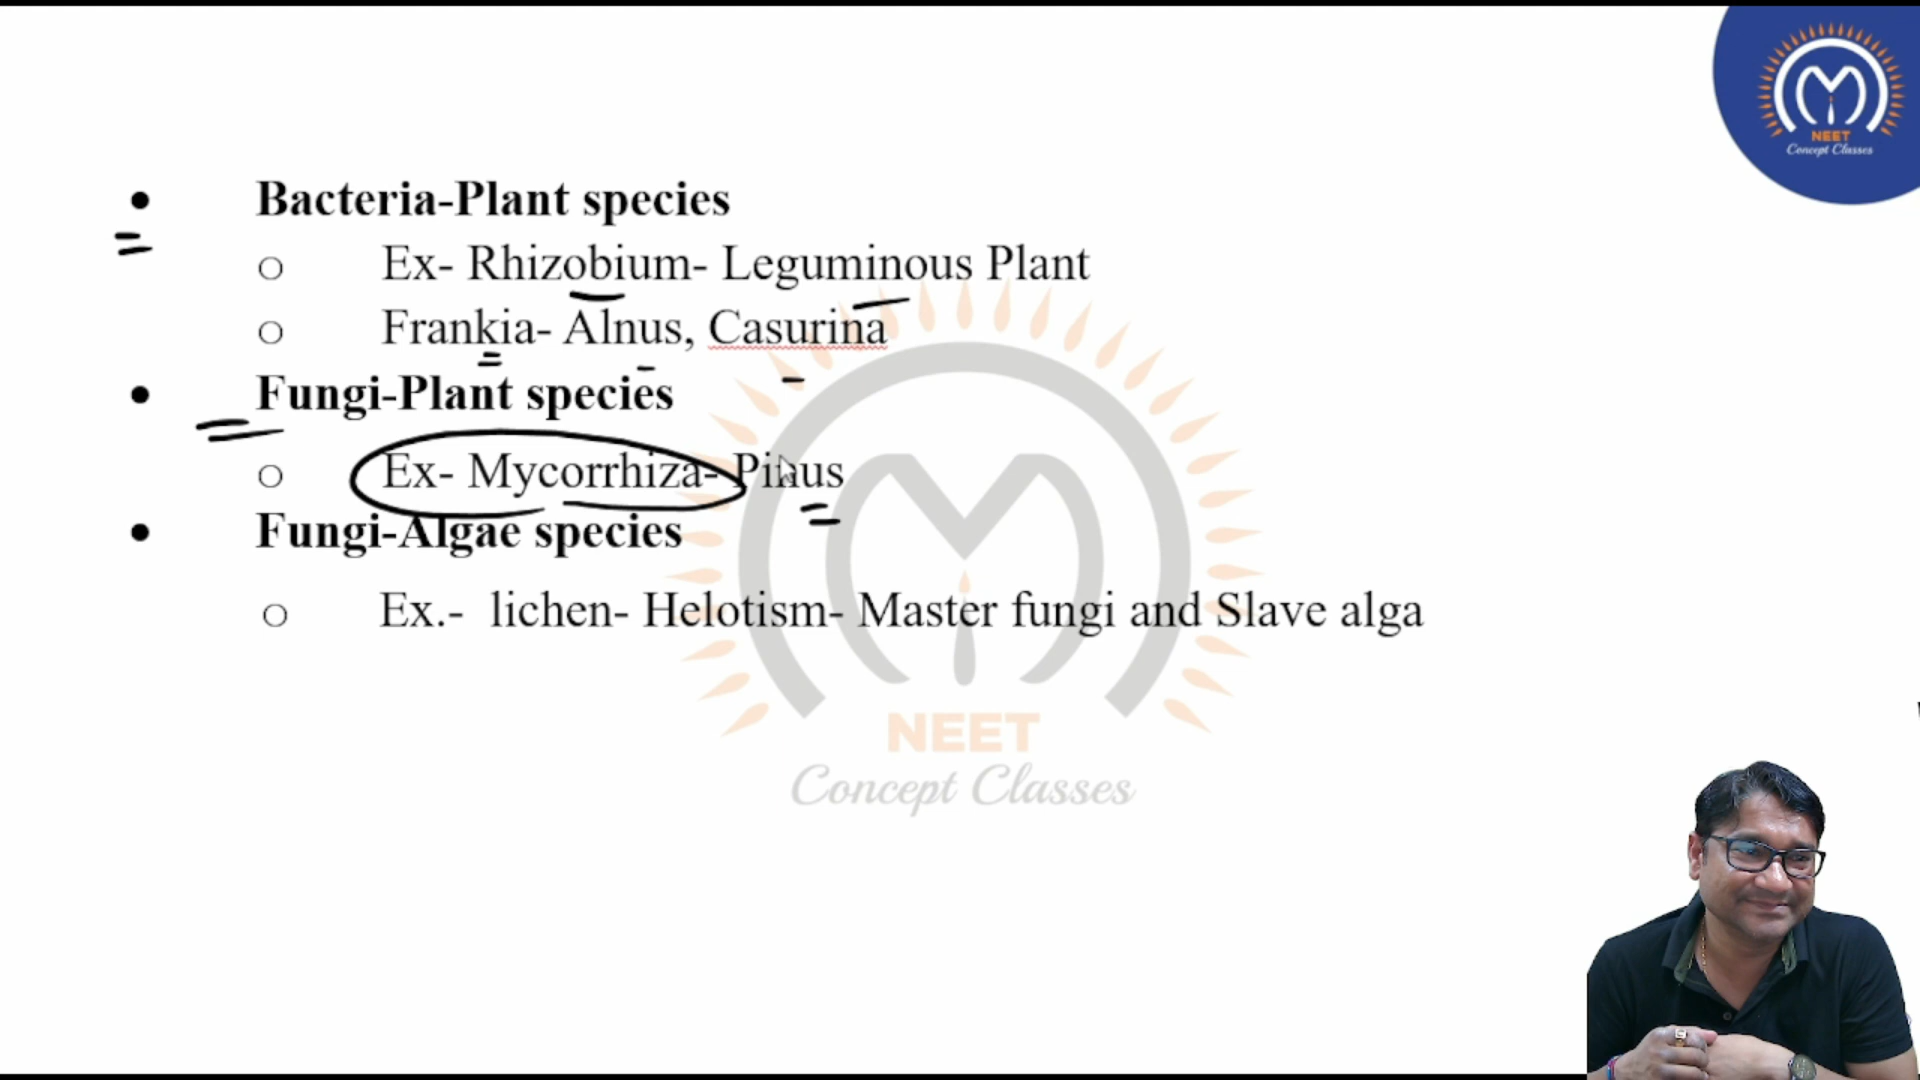 NEET
Concept Classes
• Bacteria-Plant species
o Ex- Rhizobium- Leguminous Plant
o Frankia- Alnus, Casurina
• Fungi-Plant species
o Ex- Mycorrhiza- Pinus
• Fungi-Algae species
o Ex.- lichen- Helotism- Master fungi and Slave alga
NEET
Concept Classes